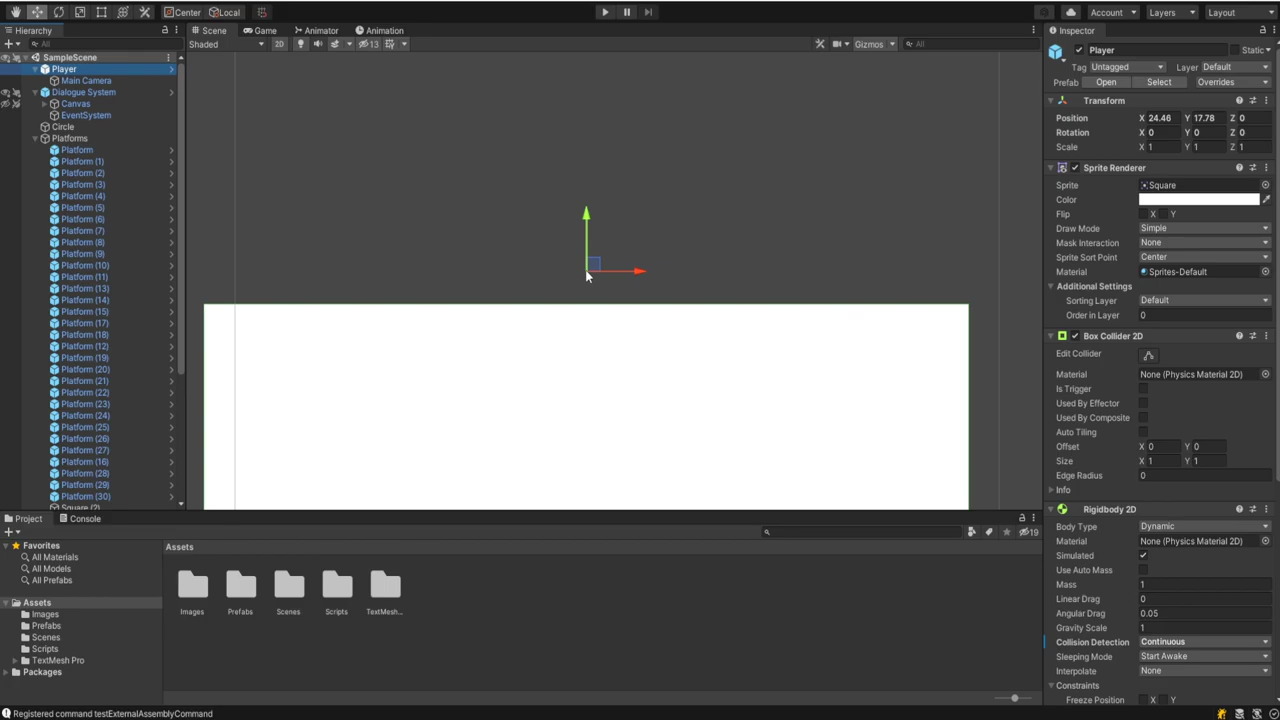 Center Local
Account Layers Layout
Hierarchy
Scene Game Animator Animation
Inspector
All
Shaded 2D 13 Gizmos All
SampleScene
Player
Main Camera
Dialogue System
Canvas
EventSystem
Circle
Platforms
Platform
Platform (1)
Platform (2)
Platform (3)
Platform (4)
Platform (5)
Platform (6)
Platform (7)
Platform (8)
Platform (9)
Platform (10)
Platform (11)
Platform (13)
Platform (14)
Platform (15)
Platform (17)
Platform (18)
Platform (12)
Platform (19)
Platform (20)
Platform (21)
Platform (22)
Platform (23)
Platform (24)
Platform (25)
Platform (26)
Platform (27)
Platform (16)
Platform (28)
Platform (29)
Platform (30)
Square (2)
Player Static
Tag Untagged Layer Default
Prefab Open Select Overrides
Transform
Position X 24.46 Y 17.78 Z 0
Rotation X 0 Y 0 Z 0
Scale X 1 Y 1 Z 1
Sprite Renderer
Sprite Square
Color
Flip X Y
Draw Mode Simple
Mask Interaction None
Sprite Sort Point Center
Material Sprites-Default
Additional Settings
Sorting Layer Default
Order in Layer 0
Box Collider 2D
Edit Collider
Material None (Physics Material 2D)
Is Trigger
Used By Effector
Used By Composite
Auto Tiling
Offset X 0 Y 0
Size X 1 Y 1
Edge Radius 0
Info
Rigidbody 2D
Body Type Dynamic
Material None (Physics Material 2D)
Simulated
Use Auto Mass
Mass 1
Linear Drag 0
Angular Drag 0.05
Gravity Scale 1
Collision Detection Continuous
Sleeping Mode Start Awake
Interpolate None
Constraints
Freeze Position X Y
Project Console
19
Favorites
All Materials
All Models
All Prefabs
Assets
Images
Prefabs
Scenes
Scripts
TextMesh Pro
Packages
Assets
Images Prefabs Scenes Scripts TextMesh...
Registered command testExternalAssemblyCommand